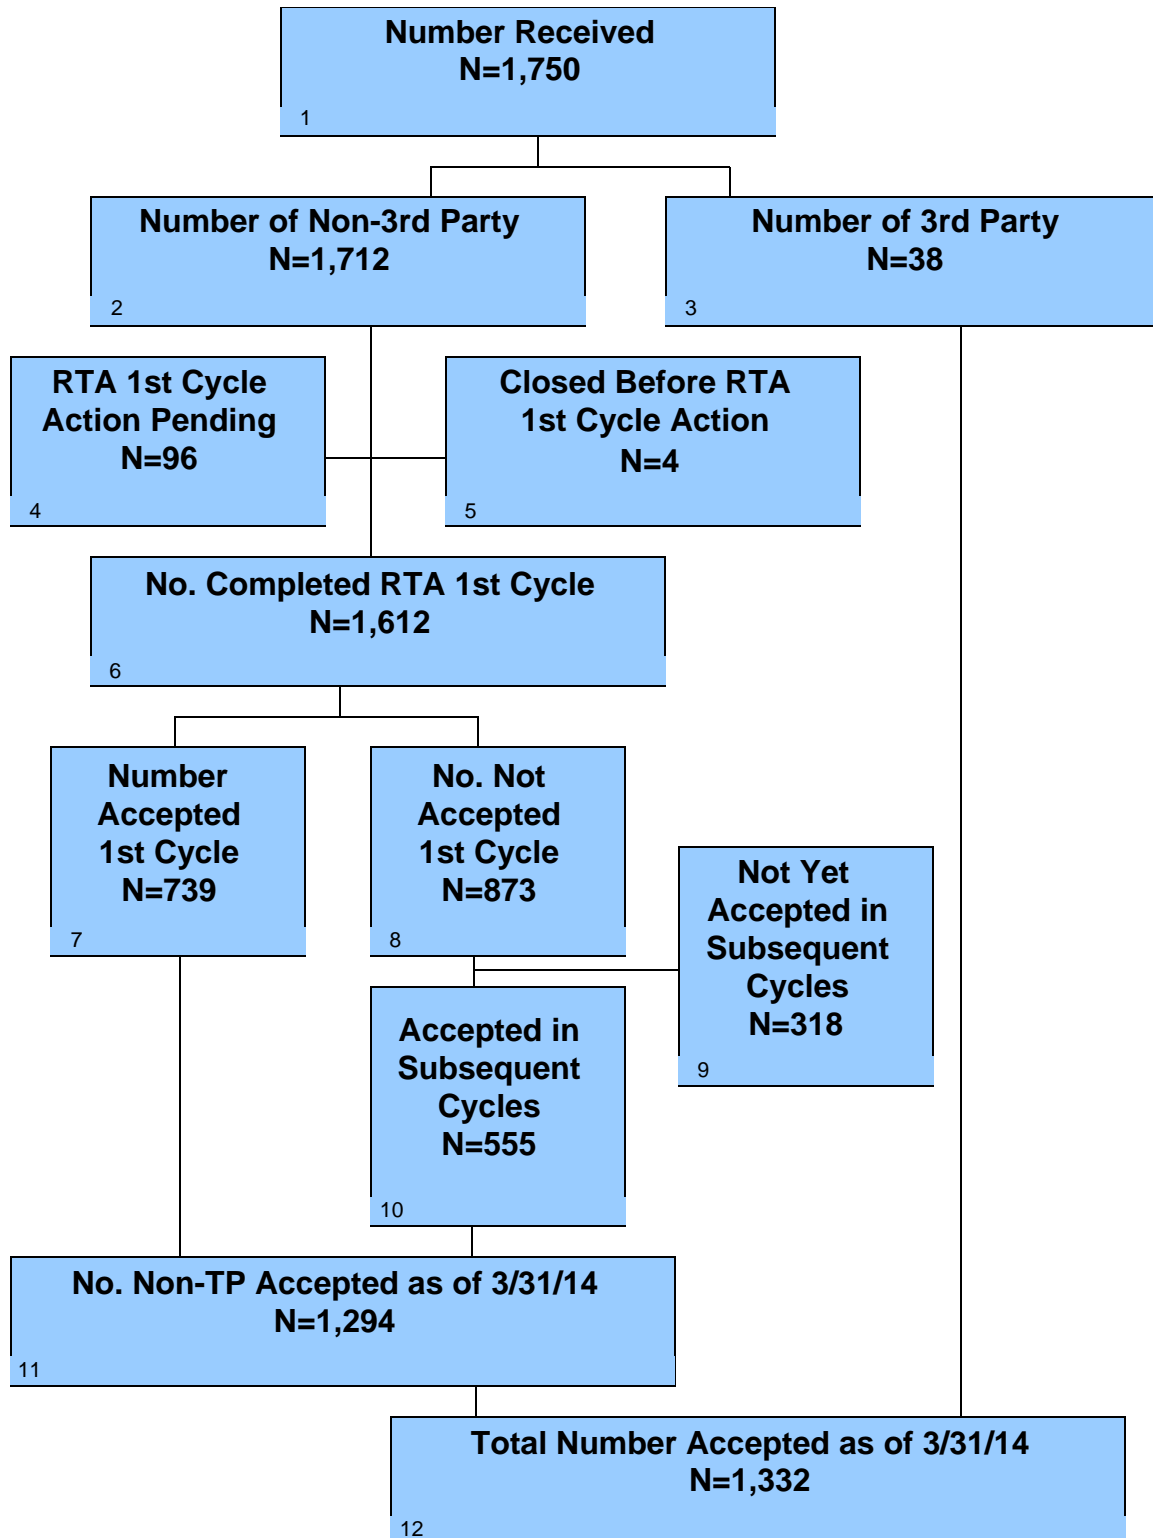 Number Received
N=1,750
1
Number of Non-3rd Party
N=1,712
2
Number of 3rd Party
N=38
3
RTA 1st Cycle
Action Pending
N=96
4
Closed Before RTA
1st Cycle Action
N=4
5
No. Completed RTA 1st Cycle
N=1,612
6
Number
Accepted
1st Cycle
N=739
7
No. Not
Accepted
1st Cycle
N=873
8
Not Yet
Accepted in
Subsequent
Cycles
N=318
9
Accepted in
Subsequent
Cycles
N=555
10
No. Non-TP Accepted as of 3/31/14
N=1,294
11
Total Number Accepted as of 3/31/14
N=1,332
12